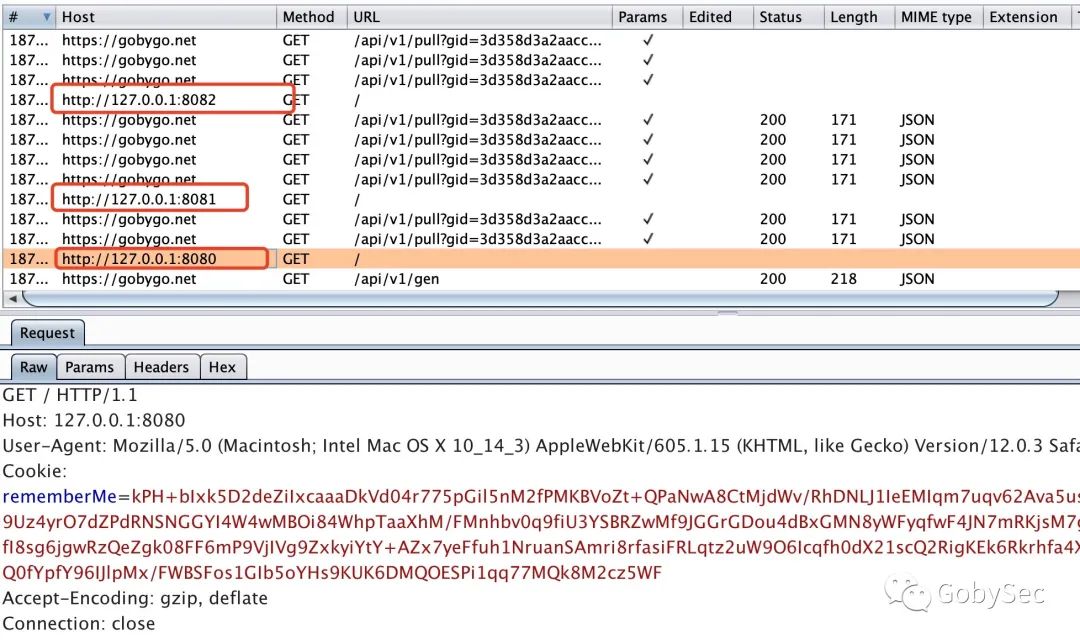 # Host Method URL Params Edited Status Length MIME type Extension
187... https://gobygo.net GET /api/v1/pull?gid=3d358d3a2aacc... ✓
187... https://gobygo.net GET /api/v1/pull?gid=3d358d3a2aacc... ✓
187... https://gobygo.net GET /api/v1/pull?gid=3d358d3a2aacc... ✓
187... http://127.0.0.1:8082 GET /
187... https://gobygo.net GET /api/v1/pull?gid=3d358d3a2aacc... ✓ 200 171 JSON
187... https://gobygo.net GET /api/v1/pull?gid=3d358d3a2aacc... ✓ 200 171 JSON
187... https://gobygo.net GET /api/v1/pull?gid=3d358d3a2aacc... ✓ 200 171 JSON
187... https://gobygo.net GET /api/v1/pull?gid=3d358d3a2aacc... ✓ 200 171 JSON
187... http://127.0.0.1:8081 GET /
187... https://gobygo.net GET /api/v1/pull?gid=3d358d3a2aacc... ✓ 200 171 JSON
187... https://gobygo.net GET /api/v1/pull?gid=3d358d3a2aacc... ✓ 200 171 JSON
187... http://127.0.0.1:8080 GET /
187... https://gobygo.net GET /api/v1/gen 200 218 JSON
Request
Raw Params Headers Hex
GET / HTTP/1.1
Host: 127.0.0.1:8080
User-Agent: Mozilla/5.0 (Macintosh; Intel Mac OS X 10_14_3) AppleWebKit/605.1.15 (KHTML, like Gecko) Version/12.0.3 Safa
Cookie:
rememberMe=kPH+bIxk5D2deZiIxcaaaDkVd04r775pGil5nM2fPMKBVoZt+QPaNwA8CtMjdWv/RhDNLJ1IeEMIqm7uqv62Ava5us
9Uz4yrO7dZPdRNSNGGYI4W4wMBOi84WhpTaaXhM/FMnhbv0q9fiU3YSBRZwMf9JGGrGDou4dBxGMN8yWFyqfwF4JN7mRKjsM7g
fI8sg6jgwRzQeZgk08FF6mP9VjIVg9ZxkyiYtY+AZx7yeFfuh1NruanSAmri8rfasiFRLqtz2uW9O6Icqfh0dX21scQ2RigKEk6Rkrhfa4X
Q0fYpfY96IJlpMx/FWBSFos1GIb5oYHs9KUK6DMQOESPi1qq77MQk8M2cz5WF
Accept-Encoding: gzip, deflate
Connection: close
GobySec